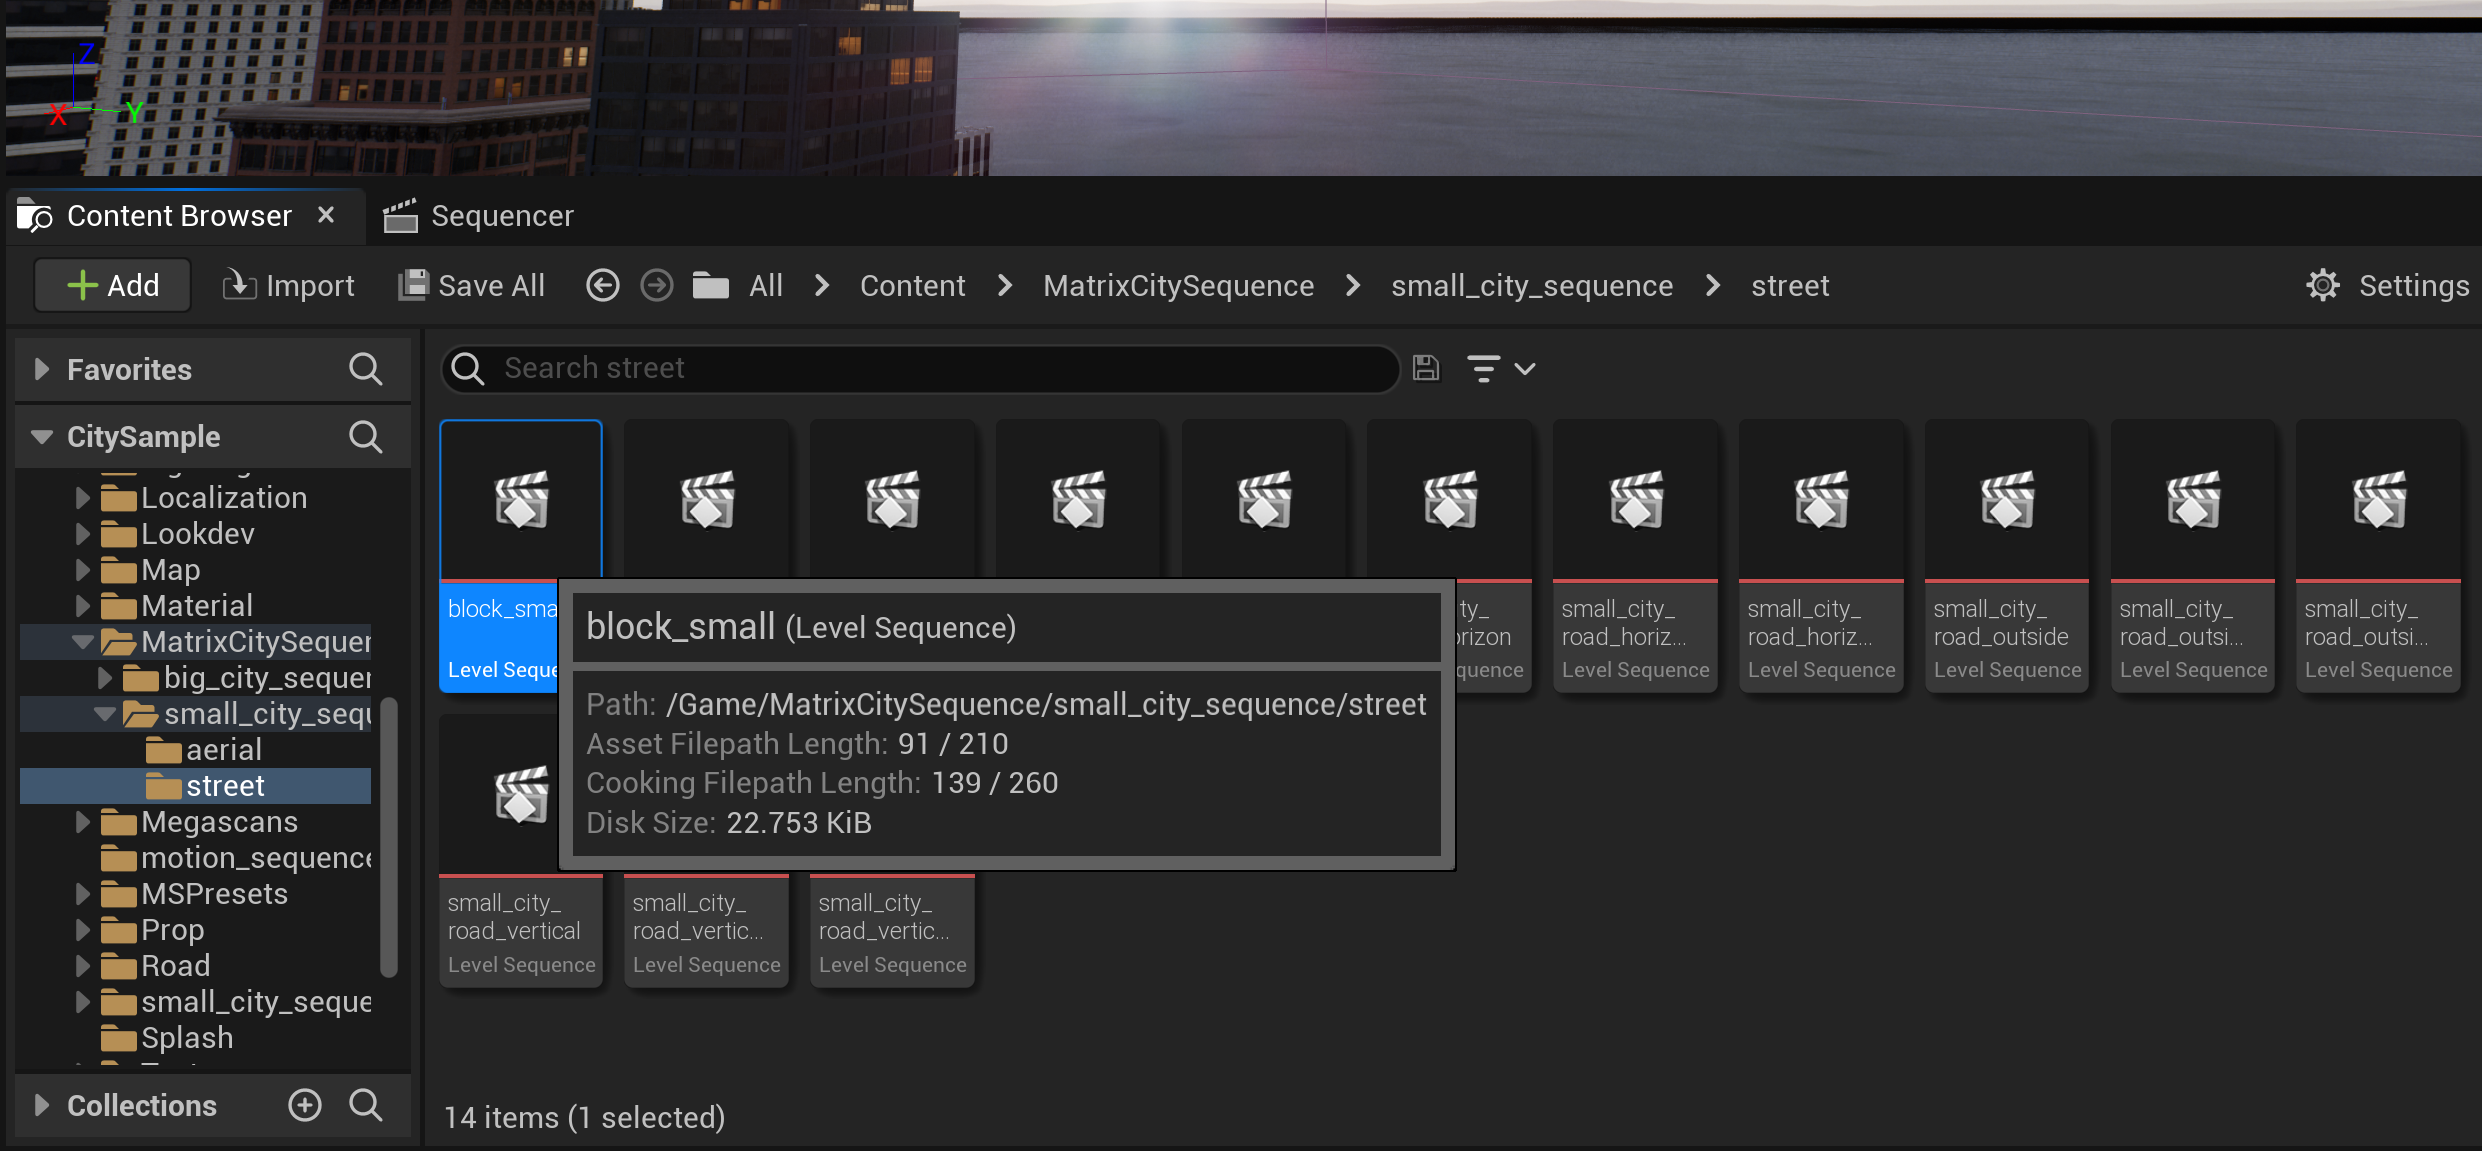 Z
X
Y
Content Browser
Sequencer
Add
Import
Save All
All
Content
MatrixCitySequence
small_city_sequence
street
Settings
Favorites
CitySample
Localization
Lookdev
Map
Material
MatrixCitySequen
big_city_sequen
small_city_sequ
aerial
street
Megascans
motion_sequence
MSPresets
Prop
Road
small_city_seque
Splash
Collections
Search street
block_sma
Level Seque
block_small (Level Sequence)
Path: /Game/MatrixCitySequence/small_city_sequence/street
Asset Filepath Length: 91 / 210
Cooking Filepath Length: 139 / 260
Disk Size: 22.753 KiB
ty_
rizon
quence
small_city_
road_horiz...
Level Sequence
small_city_
road_horiz...
Level Sequence
small_city_
road_outside
Level Sequence
small_city_
road_outsi...
Level Sequence
small_city_
road_outsi...
Level Sequence
small_city_
road_vertical
Level Sequence
small_city_
road_vertic...
Level Sequence
small_city_
road_vertic...
Level Sequence
14 items (1 selected)